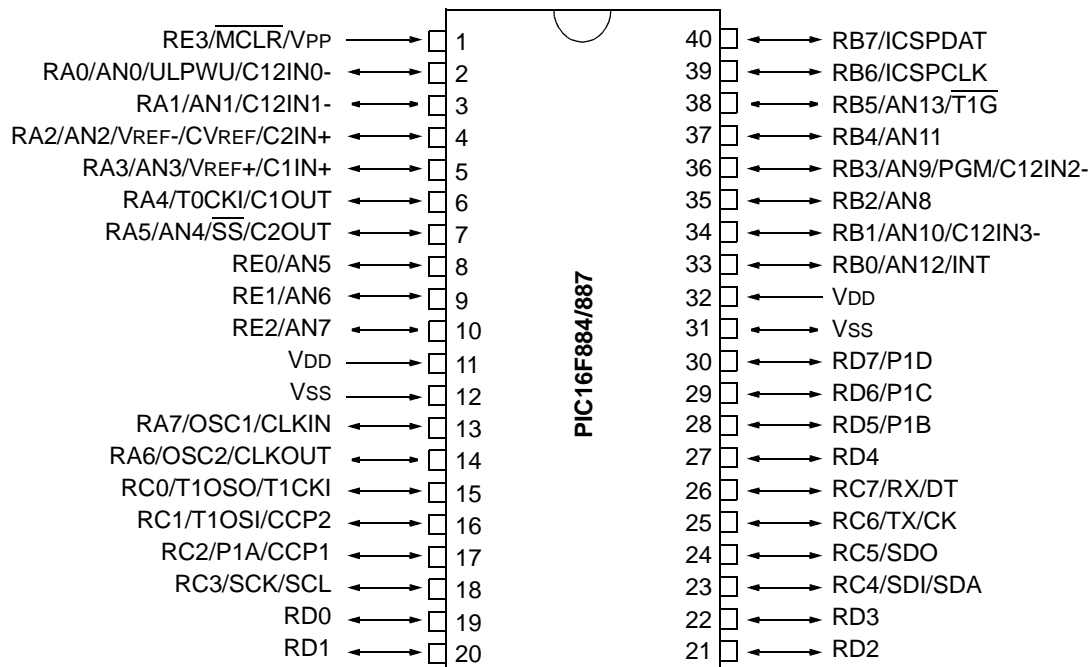 RE3/MCLR/VPP 1
RA0/AN0/ULPWU/C12IN0- 2
RA1/AN1/C12IN1- 3
RA2/AN2/VREF-/CVREF/C2IN+ 4
RA3/AN3/VREF+/C1IN+ 5
RA4/T0CKI/C1OUT 6
RA5/AN4/SS/C2OUT 7
RE0/AN5 8
RE1/AN6 9
RE2/AN7 10
VDD 11
VSS 12
RA7/OSC1/CLKIN 13
RA6/OSC2/CLKOUT 14
RC0/T1OSO/T1CKI 15
RC1/T1OSI/CCP2 16
RC2/P1A/CCP1 17
RC3/SCK/SCL 18
RD0 19
RD1 20
PIC16F884/887
40 RB7/ICSPDAT
39 RB6/ICSPCLK
38 RB5/AN13/T1G
37 RB4/AN11
36 RB3/AN9/PGM/C12IN2-
35 RB2/AN8
34 RB1/AN10/C12IN3-
33 RB0/AN12/INT
32 VDD
31 VSS
30 RD7/P1D
29 RD6/P1C
28 RD5/P1B
27 RD4
26 RC7/RX/DT
25 RC6/TX/CK
24 RC5/SDO
23 RC4/SDI/SDA
22 RD3
21 RD2